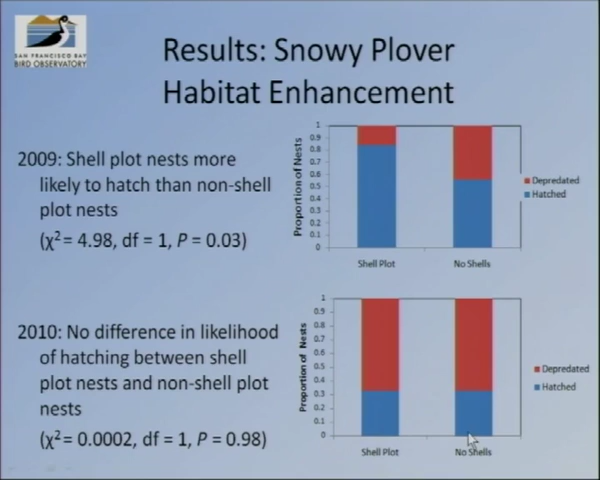 SAN FRANCISCO BAY
BIRD OBSERVATORY
Results: Snowy Plover
Habitat Enhancement
2009: Shell plot nests more
likely to hatch than non-shell
plot nests
(χ²= 4.98, df = 1, P = 0.03)
Proportion of Nests
1
0.9
0.8
0.7
0.6
0.5
0.4
0.3
0.2
0.1
0
Shell Plot
No Shells
Depredated
Hatched
2010: No difference in likelihood
of hatching between shell
plot nests and non-shell plot
nests
(χ²= 0.0002, df = 1, P = 0.98)
Proportion of Nests
1
0.9
0.8
0.7
0.6
0.5
0.4
0.3
0.2
0.1
0
Shell Plot
No Shells
Depredated
Hatched